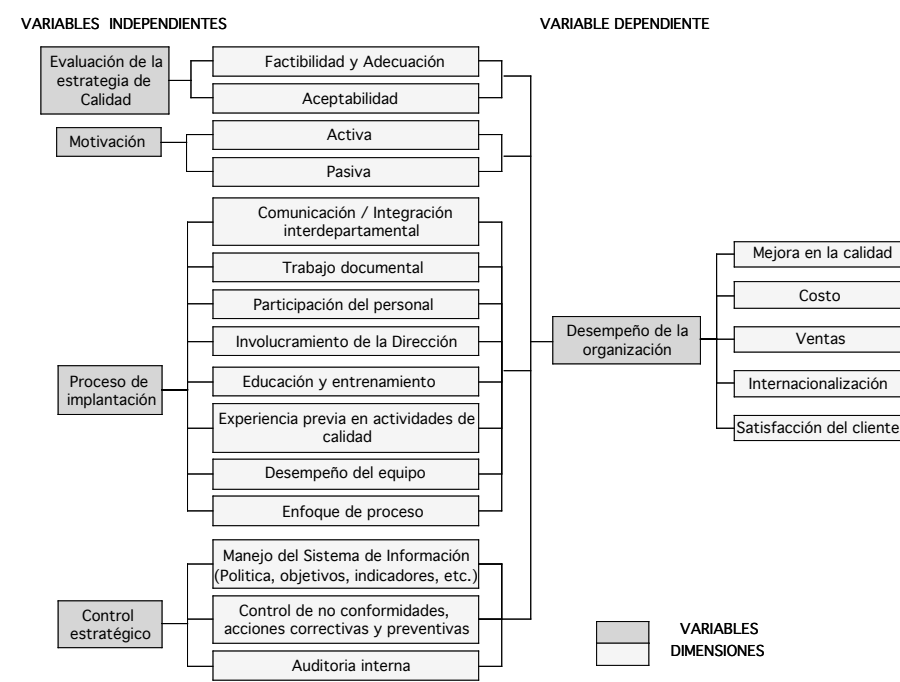 VARIABLES INDEPENDIENTES
VARIABLE DEPENDIENTE
Evaluación de la
estrategia de
Calidad
Factibilidad y Adecuación
Aceptabilidad
Motivación
Activa
Pasiva
Proceso de
implantación
Comunicación / Integración
interdepartamental
Trabajo documental
Participación del personal
Involucramiento de la Dirección
Educación y entrenamiento
Experiencia previa en actividades de
calidad
Desempeño del equipo
Enfoque de proceso
Control
estratégico
Manejo del Sistema de Información
(Politica, objetivos, indicadores, etc.)
Control de no conformidades,
acciones correctivas y preventivas
Auditoria interna
Desempeño de la
organización
Mejora en la calidad
Costo
Ventas
Internacionalización
Satisfacción del cliente
VARIABLES
DIMENSIONES